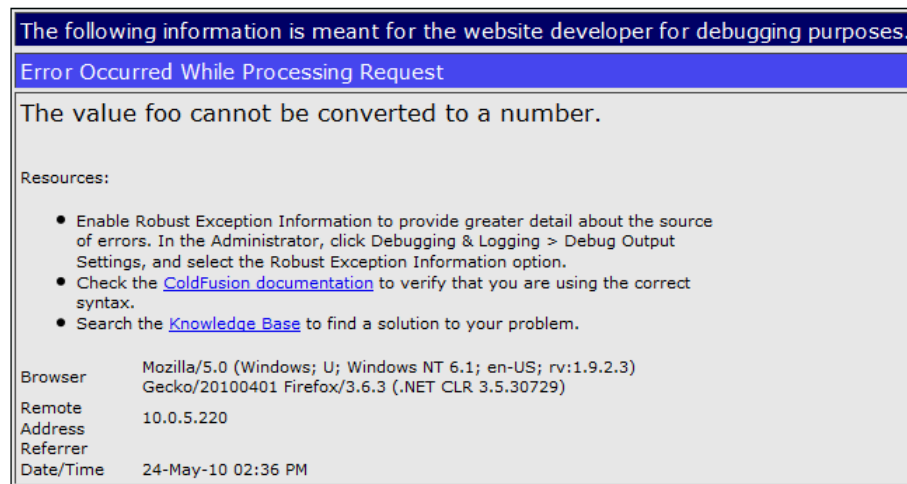 The following information is meant for the website developer for debugging purposes.
Error Occurred While Processing Request
The value foo cannot be converted to a number.
Resources:
• Enable Robust Exception Information to provide greater detail about the source
of errors. In the Administrator, click Debugging & Logging > Debug Output
Settings, and select the Robust Exception Information option.
• Check the ColdFusion documentation to verify that you are using the correct
syntax.
• Search the Knowledge Base to find a solution to your problem.
Browser
Mozilla/5.0 (Windows; U; Windows NT 6.1; en-US; rv:1.9.2.3)
Gecko/20100401 Firefox/3.6.3 (.NET CLR 3.5.30729)
Remote
Address
10.0.5.220
Referrer
Date/Time 24-May-10 02:36 PM